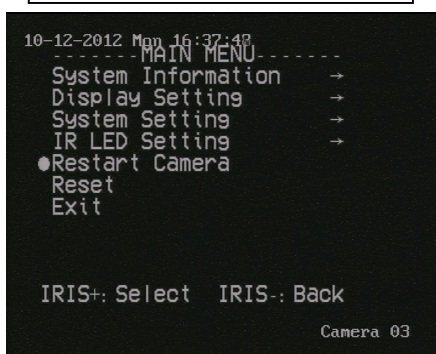 10-12-2012 Mon 16:37:48
-------MAIN MENU-------
System Information →
Display Setting →
System Setting →
IR LED Setting →
●Restart Camera
Reset
Exit
IRIS+: Select IRIS-: Back
Camera 03